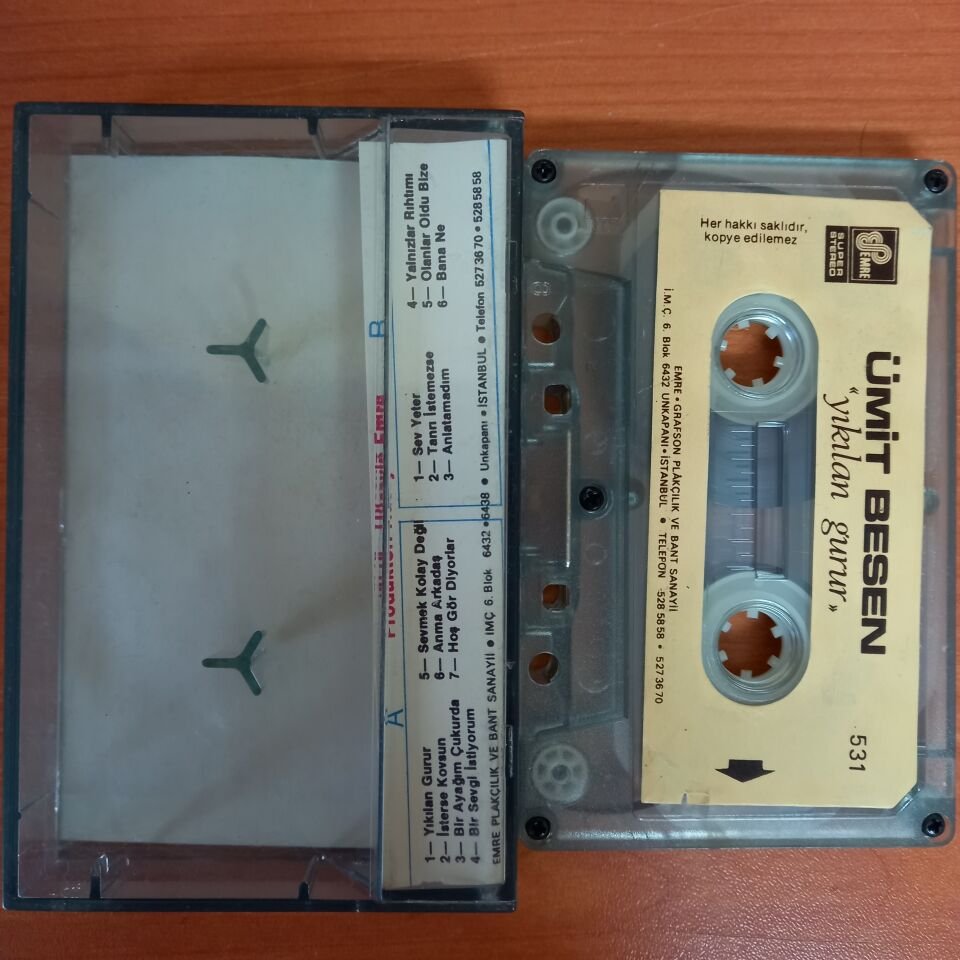 A
1— Yıkılan Gurur
2— İsterse Kovsun
3— Bir Ayağım Çukurda
4— Bir Sevgi İstiyorum
5— Sevmek Kolay Değil
6— Anma Arkadaş
7— Hoş Gör Diyorlar
B
1— Sev Yeter
2— Tanrı İstemezse
3— Anlatamadım
4— Yalnızlar Rıhtımı
5— Olanlar Oldu Bize
6— Bana Ne
EMRE PLAKÇILIK VE BANT SANAYİİ ● İMÇ 6. Blok 6432 ● 6438 ● Unkapanı ● İSTANBUL ● Telefon 527 36 70 ● 528 58 58
Her hakkı saklıdır,
kopye edilemez
SUPER
STEREO
EMRE
ÜMİT BESEN
“yıkılan gurur”
531
EMRE • GRAFSON PLAKÇILIK VE BANT SANAYİİ
İ.M.Ç. 6. Blok 6432 UNKAPANI • İSTANBUL ● TELEPON 528 58 58 • 527 36 70